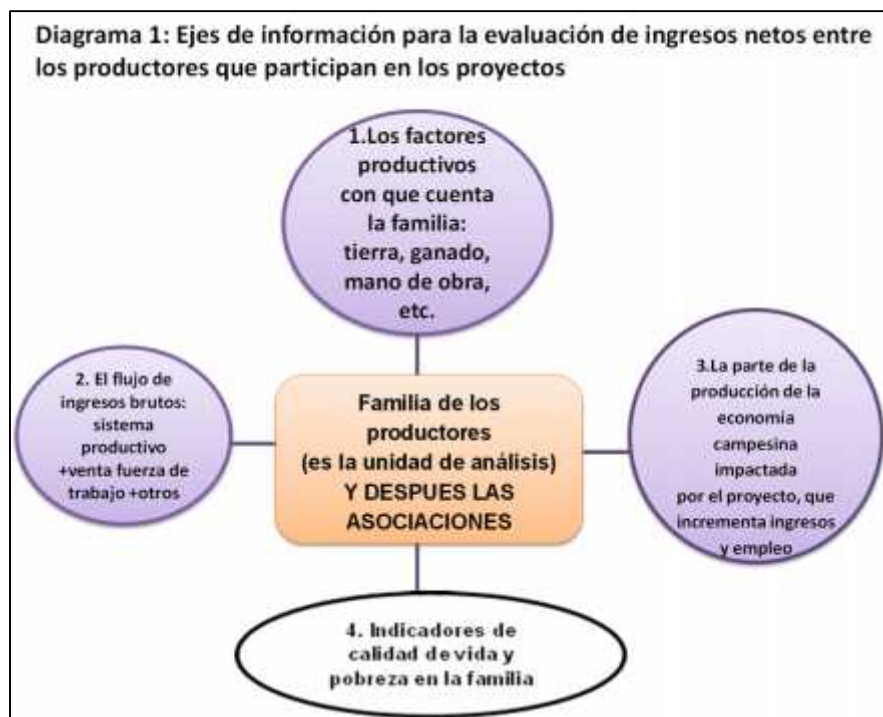 Diagrama 1: Ejes de información para la evaluación de ingresos netos entre
los productores que participan en los proyectos
1.Los factores
productivos
con que cuenta
la familia:
tierra, ganado,
mano de obra,
etc.
2. El flujo de
ingresos brutos:
sistema
productivo
+venta fuerza de
trabajo +otros
Familia de los
productores
(es la unidad de análisis)
Y DESPUES LAS
ASOCIACIONES
3.La parte de la
producción de la
economía
campesina
impactada
por el proyecto, que
incrementa ingresos
y empleo
4. Indicadores de
calidad de vida y
pobreza en la familia